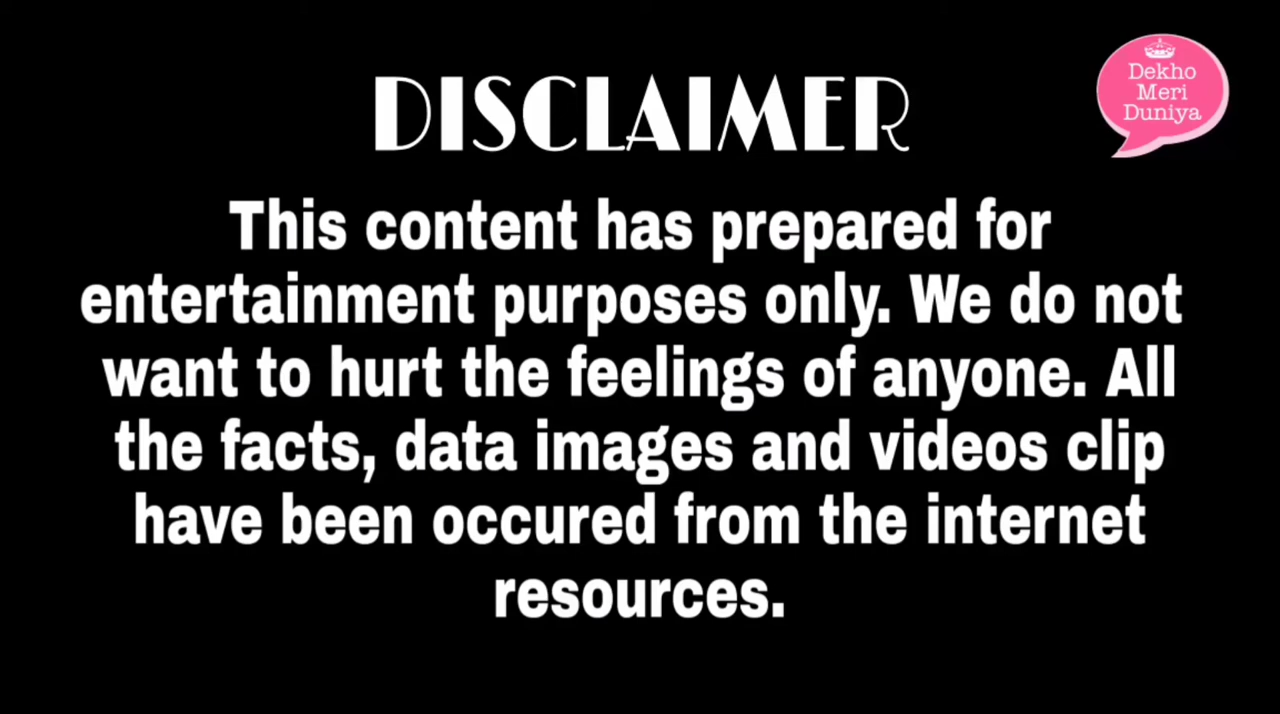 DISCLAIMER
Dekho
Meri
Duniya
This content has prepared for
entertainment purposes only. We do not
want to hurt the feelings of anyone. All
the facts, data images and videos clip
have been occured from the internet
resources.